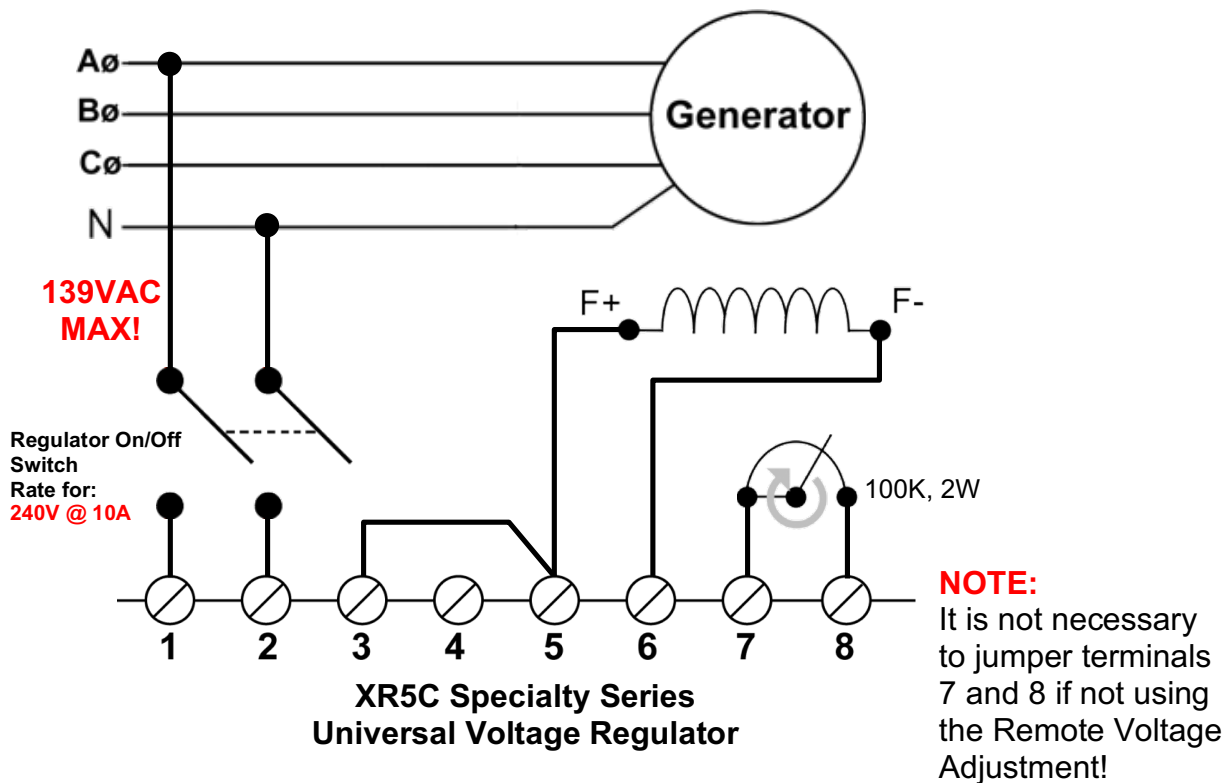 Aø
Generator
Bø
Cø
N
139VAC
MAX!
F+
F-
Regulator On/Off
Switch
Rate for:
240V @ 10A
100K, 2W
1 2 3 4 5 6 7 8
XR5C Specialty Series
Universal Voltage Regulator
NOTE:
It is not necessary
to jumper terminals
7 and 8 if not using
the Remote Voltage
Adjustment!